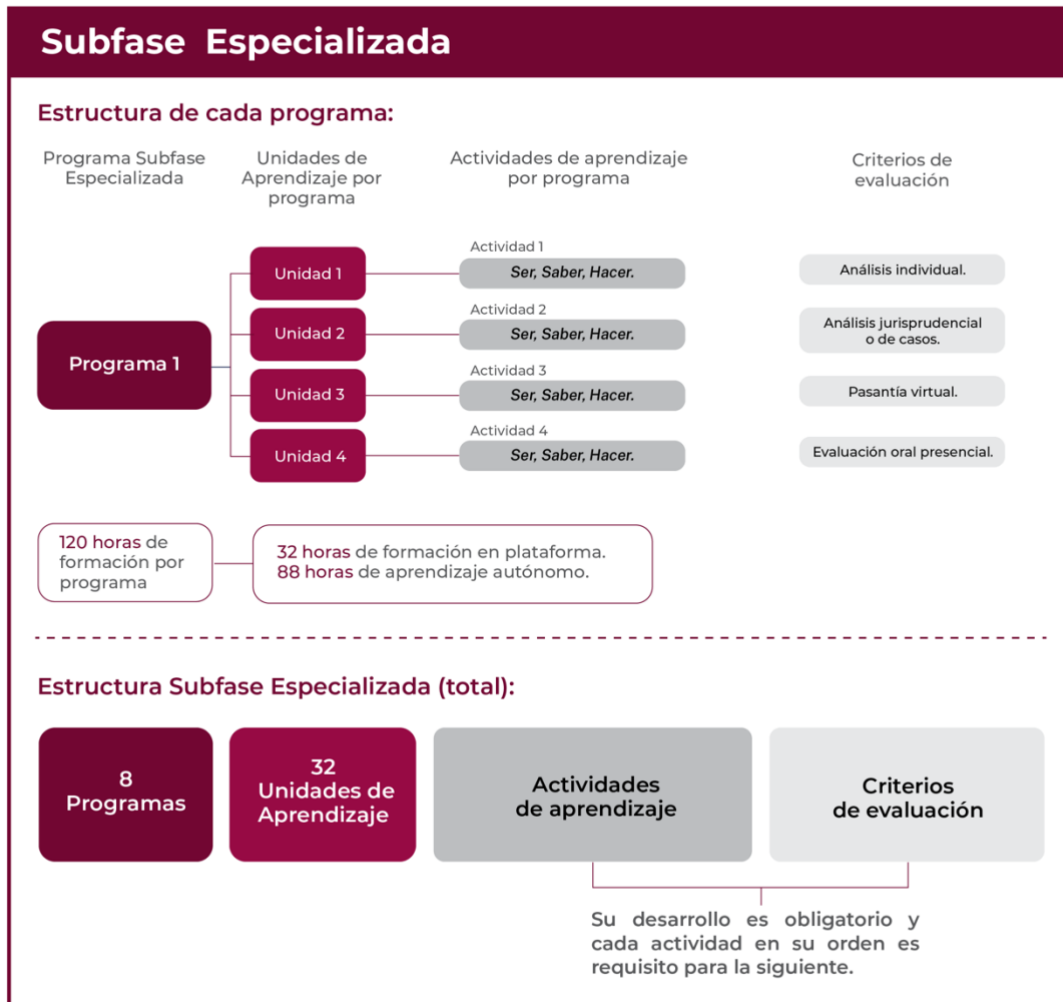 Subfase Especializada
Estructura de cada programa:
Programa Subfase
Especializada
Unidades de
Aprendizaje por
programa
Actividades de aprendizaje
por programa
Criterios de
evaluación
Programa 1
Unidad 1
Actividad 1
Ser, Saber, Hacer.
Análisis individual.
Unidad 2
Actividad 2
Ser, Saber, Hacer.
Análisis jurisprudencial
o de casos.
Unidad 3
Actividad 3
Ser, Saber, Hacer.
Pasantía virtual.
Unidad 4
Actividad 4
Ser, Saber, Hacer.
Evaluación oral presencial.
120 horas de
formación por
programa
32 horas de formación en plataforma.
88 horas de aprendizaje autónomo.
Estructura Subfase Especializada (total):
8
Programas
32
Unidades de
Aprendizaje
Actividades
de aprendizaje
Criterios
de evaluación
Su desarrollo es obligatorio y
cada actividad en su orden es
requisito para la siguiente.